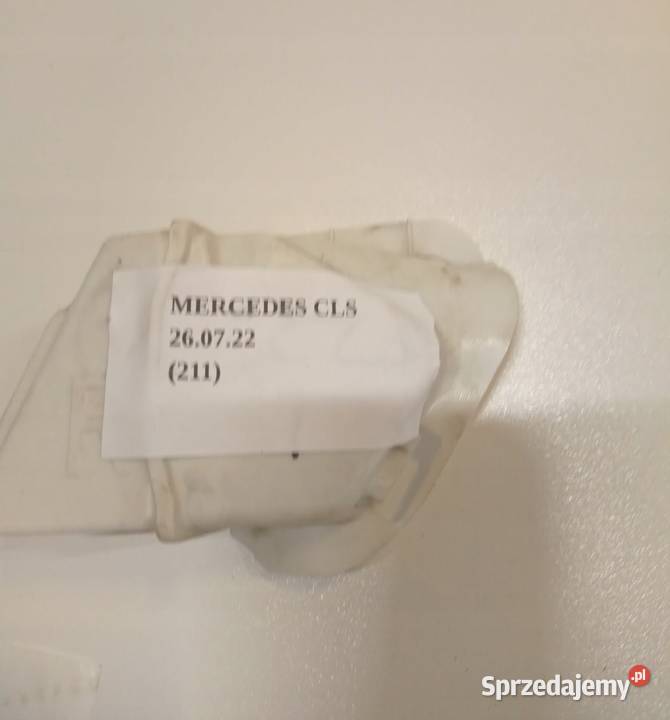 MERCEDES CLS
26.07.22
(211)
Sprzedajemy.pl